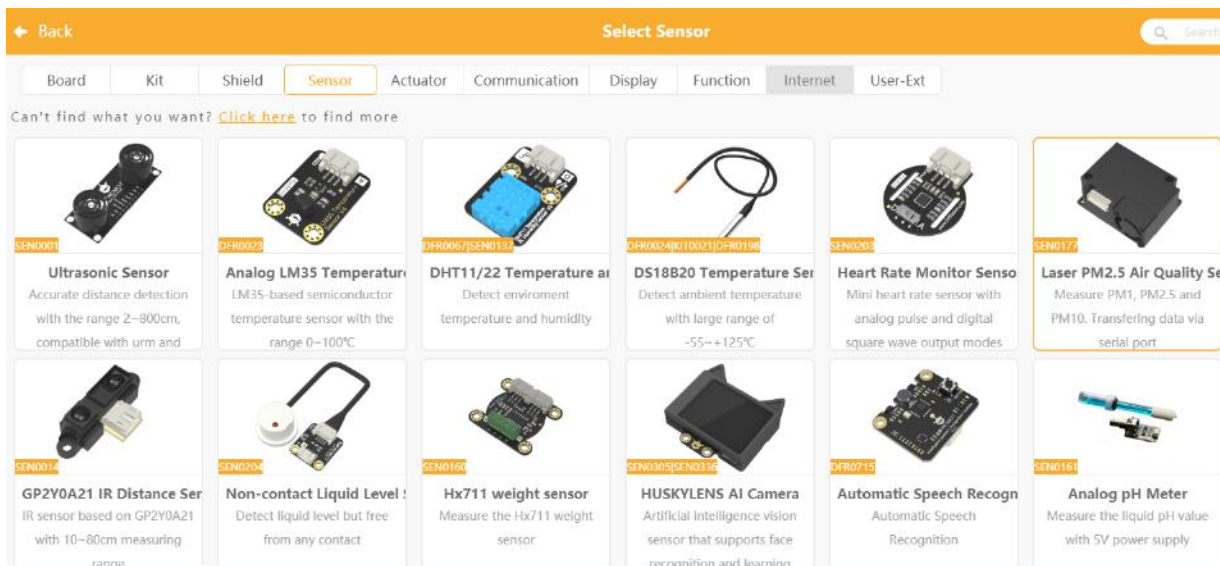 Back
Select Sensor
Search
Board Kit Shield Sensor Actuator Communication Display Function Internet User-Ext
Can't find what you want? Click here to find more
SEN0001
Ultrasonic Sensor
Accurate distance detection
with the range 2~800cm,
compatible with urm and
DFR0023
Analog LM35 Temperatur
LM35-based semiconductor
temperature sensor with the
range 0~100℃
DFR0067|SEN0137
DHT11/22 Temperature ar
Detect enviroment
temperature and humidity
DFR0024|KIT0021|DFR0198
DS18B20 Temperature Ser
Detect ambient temperature
with large range of
-55~+125℃
SEN0203
Heart Rate Monitor Senso
Mini heart rate sensor with
analog pulse and digital
square wave output modes
SEN0177
Laser PM2.5 Air Quality Se
Measure PM1, PM2.5 and
PM10. Transfering data via
serial port
SEN0014
GP2Y0A21 IR Distance Ser
IR sensor based on GP2Y0A21
with 10~80cm measuring
range
SEN0204
Non-contact Liquid Level
Detect liquid level but free
from any contact
SEN0160
Hx711 weight sensor
Measure the Hx711 weight
sensor
SEN0305|SEN0336
HUSKYLENS AI Camera
Artificial intelligence vision
sensor that supports face
recognition and learning
DFR0715
Automatic Speech Recogn
Automatic Speech
Recognition
SEN0161
Analog pH Meter
Measure the liquid pH value
with 5V power supply